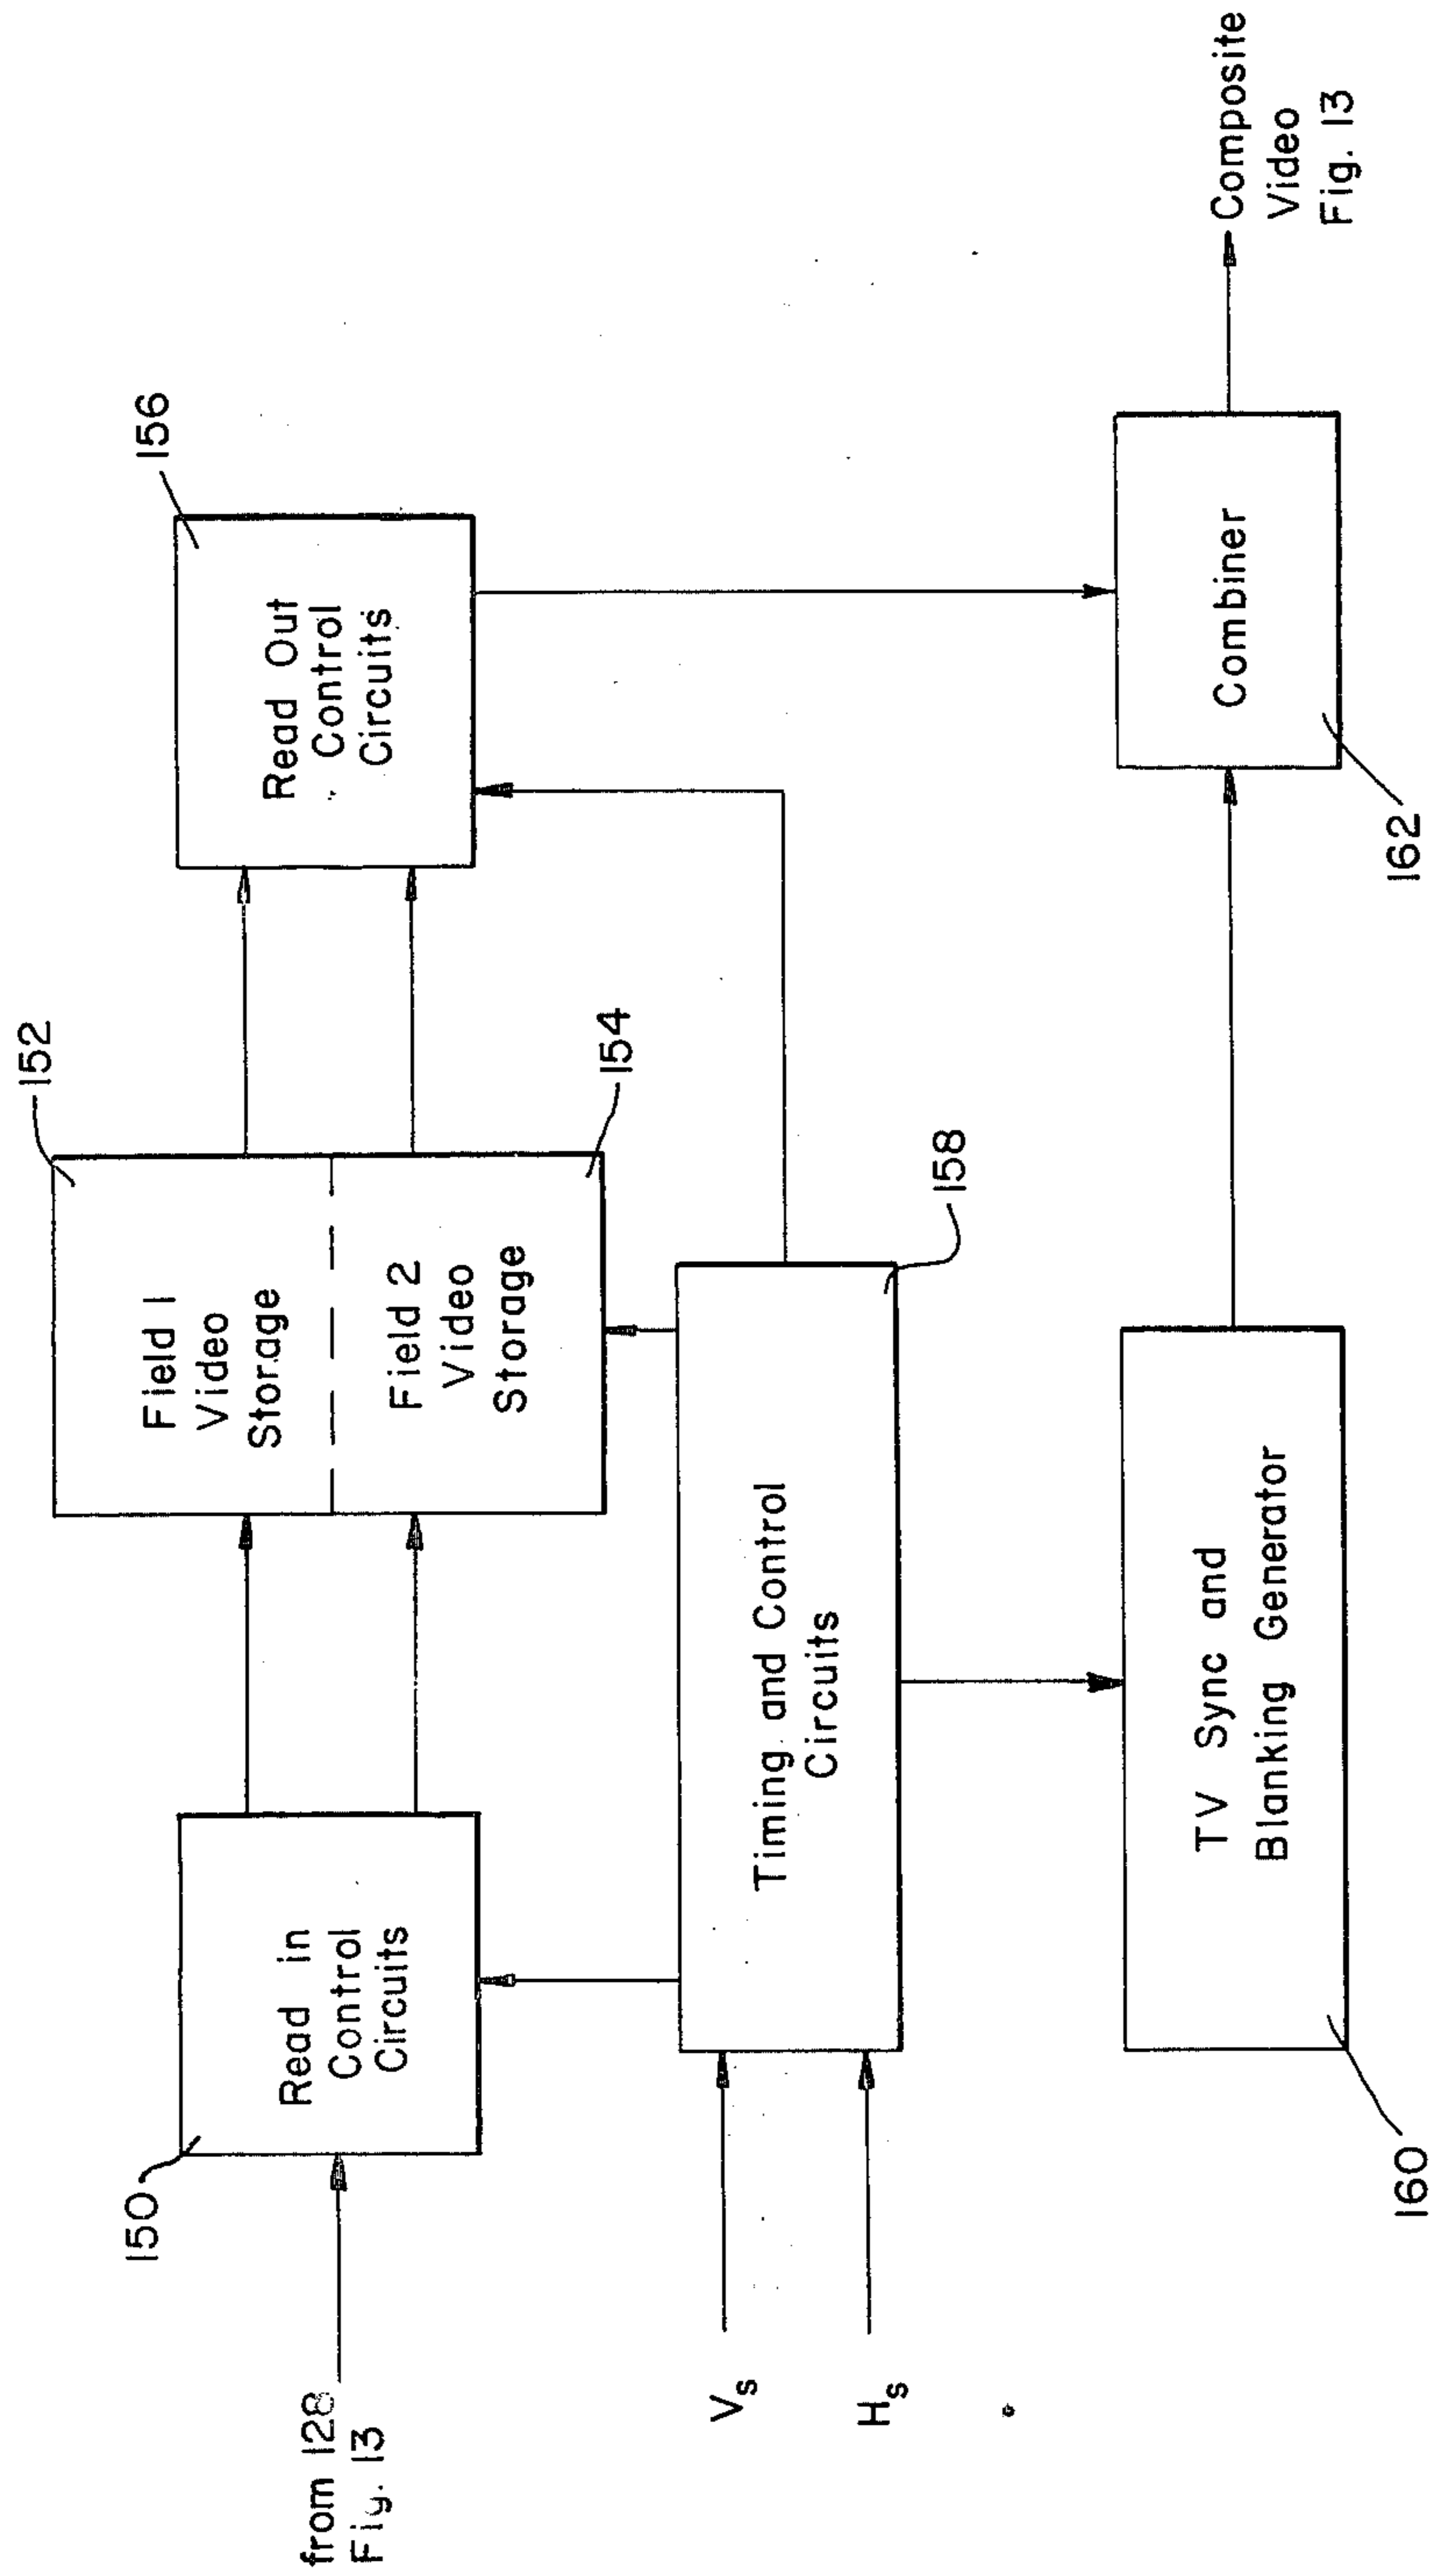 152
150
156
Field 1
Video
Storage
Field 2
Video
Storage
154
Read in
Control
Circuits
Read Out
Control
Circuits
from 128
Fig. 13
158
Timing and Control
Circuits
Vs
Hs
TV Sync and
Blanking Generator
Combiner
Composite
Video
Fig. 13
160
162